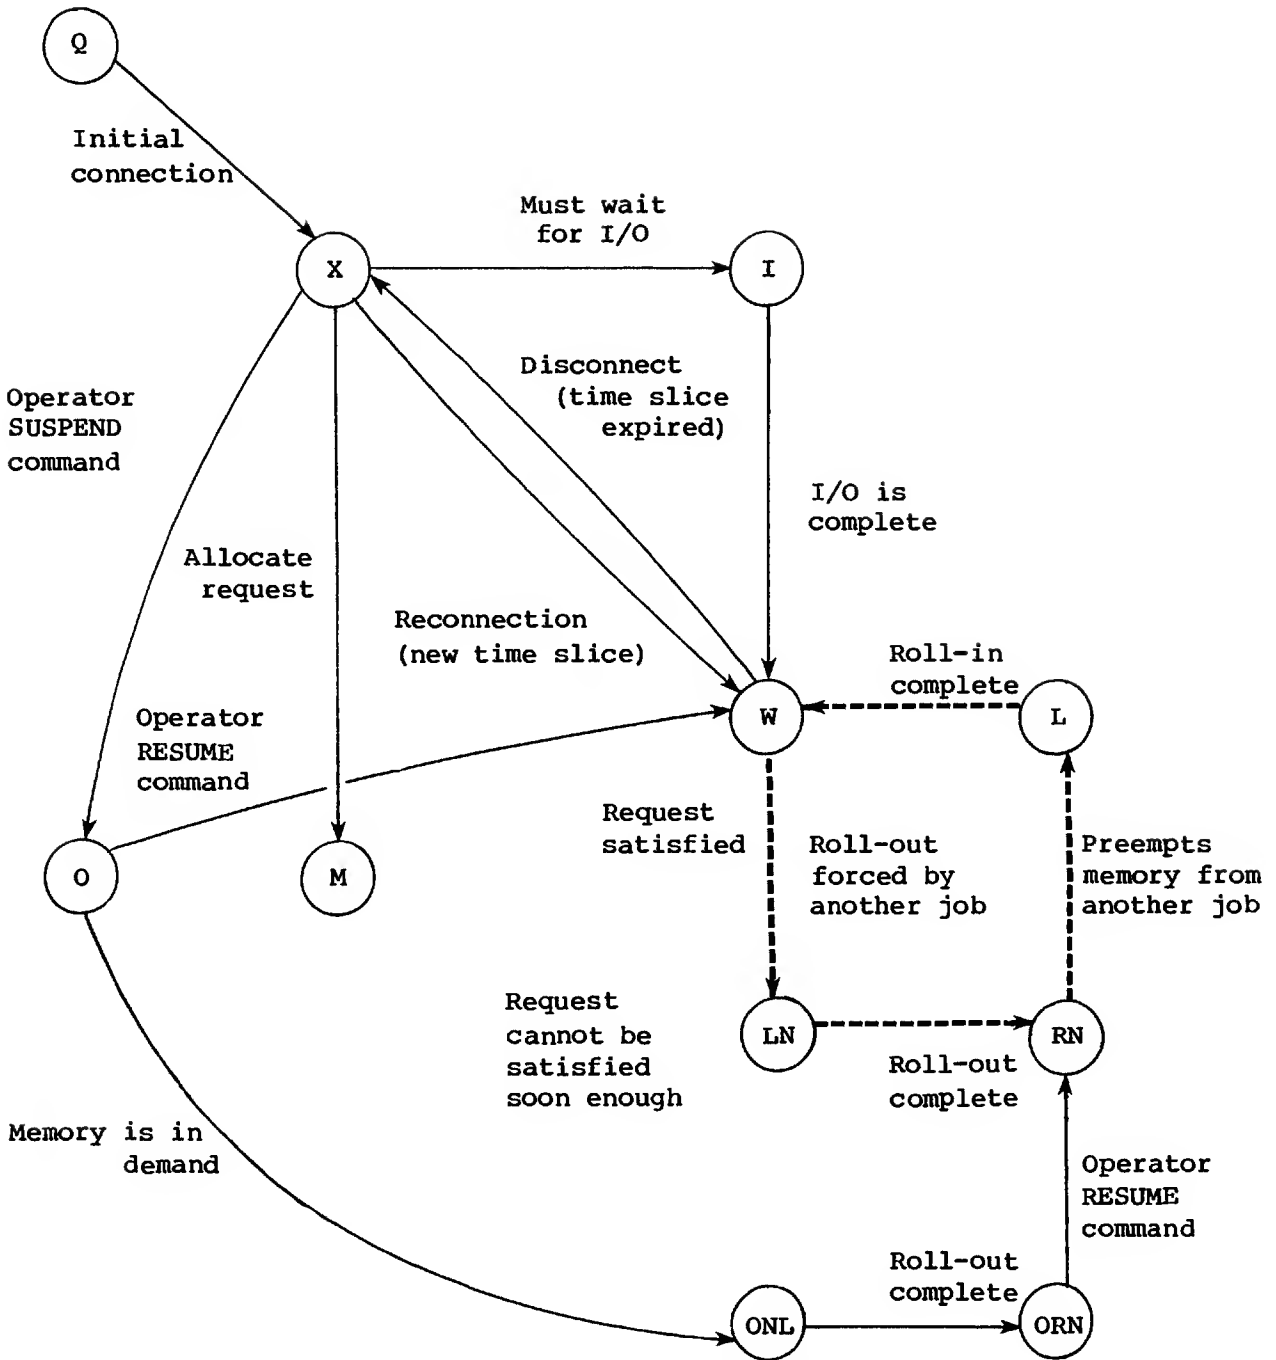 Q
Initial
connection
Must wait
for I/O
X
I
Disconnect
(time slice
expired)
Operator
SUSPEND
command
I/O is
complete
Allocate
request
Reconnection
(new time slice)
Roll-in
complete
Operator
RESUME
command
W
L
Request
satisfied
Roll-out
forced by
another job
Preempts
memory from
another job
O
M
Request
cannot be
satisfied
soon enough
LN
RN
Roll-out
complete
Memory is in
demand
Operator
RESUME
command
Roll-out
complete
ONL
ORN